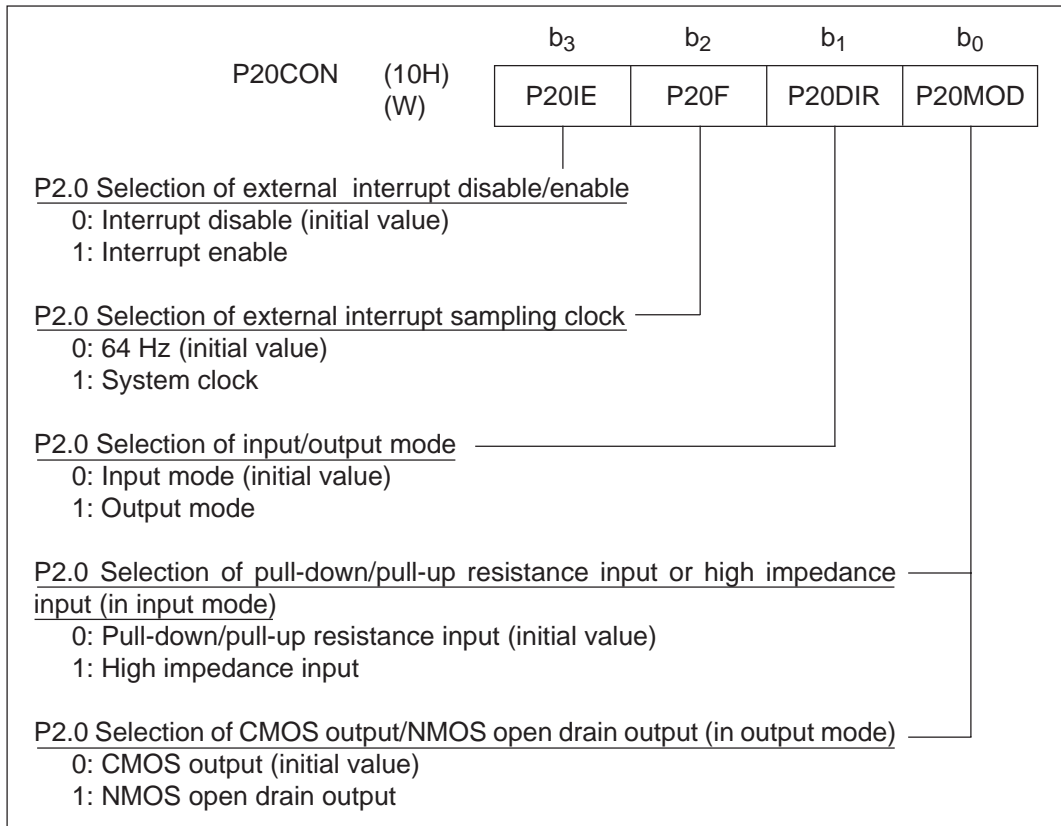 b3 b2 b1 b0
P20CON (10H)
(W)
P20IE P20F P20DIR P20MOD
P2.0 Selection of external interrupt disable/enable
0: Interrupt disable (initial value)
1: Interrupt enable
P2.0 Selection of external interrupt sampling clock
0: 64 Hz (initial value)
1: System clock
P2.0 Selection of input/output mode
0: Input mode (initial value)
1: Output mode
P2.0 Selection of pull-down/pull-up resistance input or high impedance
input (in input mode)
0: Pull-down/pull-up resistance input (initial value)
1: High impedance input
P2.0 Selection of CMOS output/NMOS open drain output (in output mode)
0: CMOS output (initial value)
1: NMOS open drain output